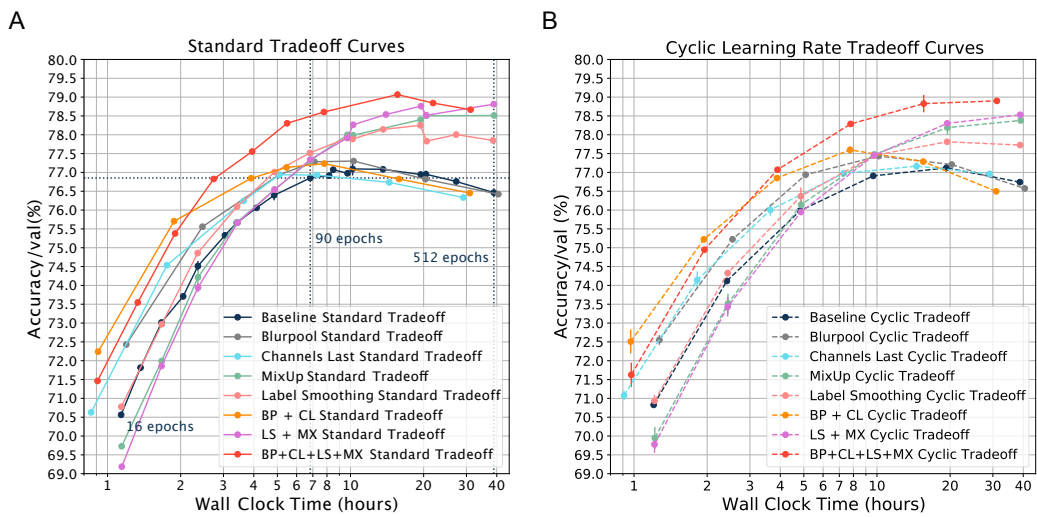 A
Standard Tradeoff Curves
Accuracy/val(%)
80.0
79.5
79.0
78.5
78.0
77.5
77.0
76.5
76.0
75.5
75.0
74.5
74.0
73.5
73.0
72.5
72.0
71.5
71.0
70.5
70.0
69.5
69.0
90 epochs
512 epochs
16 epochs
Baseline Standard Tradeoff
Blurpool Standard Tradeoff
Channels Last Standard Tradeoff
MixUp Standard Tradeoff
Label Smoothing Standard Tradeoff
BP + CL Standard Tradeoff
LS + MX Standard Tradeoff
BP+CL+LS+MX Standard Tradeoff
1 2 3 4 5 6 7 8 10 20 30 40
Wall Clock Time (hours)
B
Cyclic Learning Rate Tradeoff Curves
Accuracy/val (%)
80.0
79.5
79.0
78.5
78.0
77.5
77.0
76.5
76.0
75.5
75.0
74.5
74.0
73.5
73.0
72.5
72.0
71.5
71.0
70.5
70.0
69.5
69.0
Baseline Cyclic Tradeoff
Blurpool Cyclic Tradeoff
Channels Last Cyclic Tradeoff
MixUp Cyclic Tradeoff
Label Smoothing Cyclic Tradeoff
BP + CL Cyclic Tradeoff
LS + MX Cyclic Tradeoff
BP+CL+LS+MX Cyclic Tradeoff
1 2 3 4 5 6 7 8 10 20 30 40
Wall Clock Time (hours)